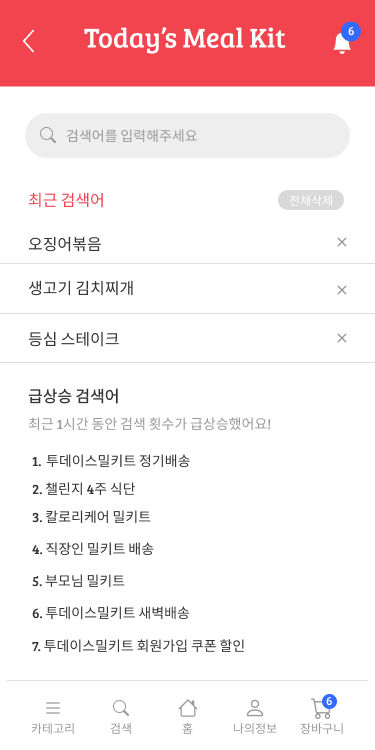 Today's Meal Kit
6
검색어를 입력해주세요
최근 검색어
전체삭제
오징어볶음
생고기 김치찌개
등심 스테이크
급상승 검색어
최근 1시간 동안 검색 횟수가 급상승했어요!
1. 투데이스밀키트 정기배송
2. 챌린지 4주 식단
3. 칼로리케어 밀키트
4. 직장인 밀키트 배송
5. 부모님 밀키트
6. 투데이스밀키트 새벽배송
7. 투데이스밀키트 회원가입 쿠폰 할인
6
카테고리 검색 홈 나의정보 장바구니